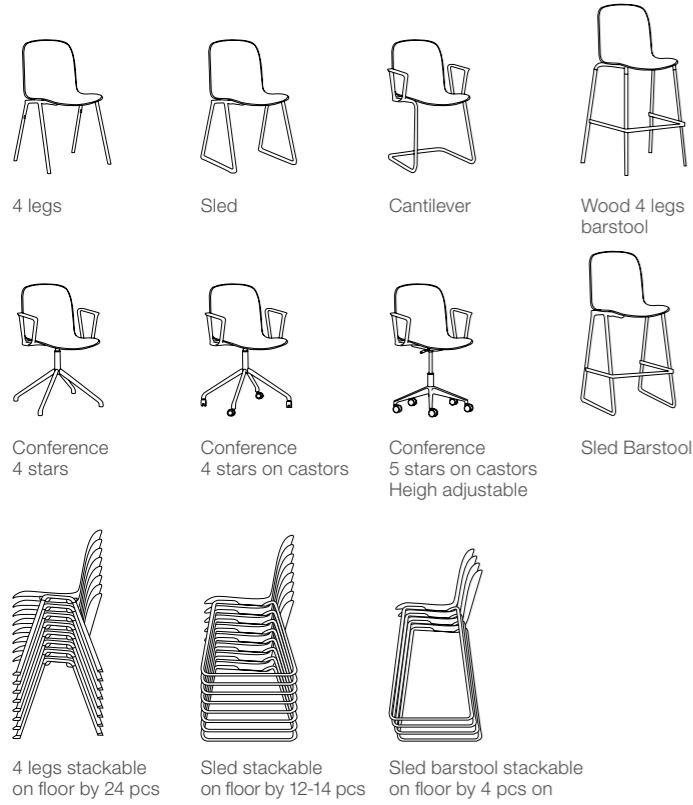 4 legs
Sled
Cantilever
Wood 4 legs
barstool
Conference
4 stars
Conference
4 stars on castors
Conference
5 stars on castors
Heigh adjustable
Sled Barstool
4 legs stackable
on floor by 24 pcs
Sled stackable
on floor by 12-14 pcs
Sled barstool stackable
on floor by 4 pcs on